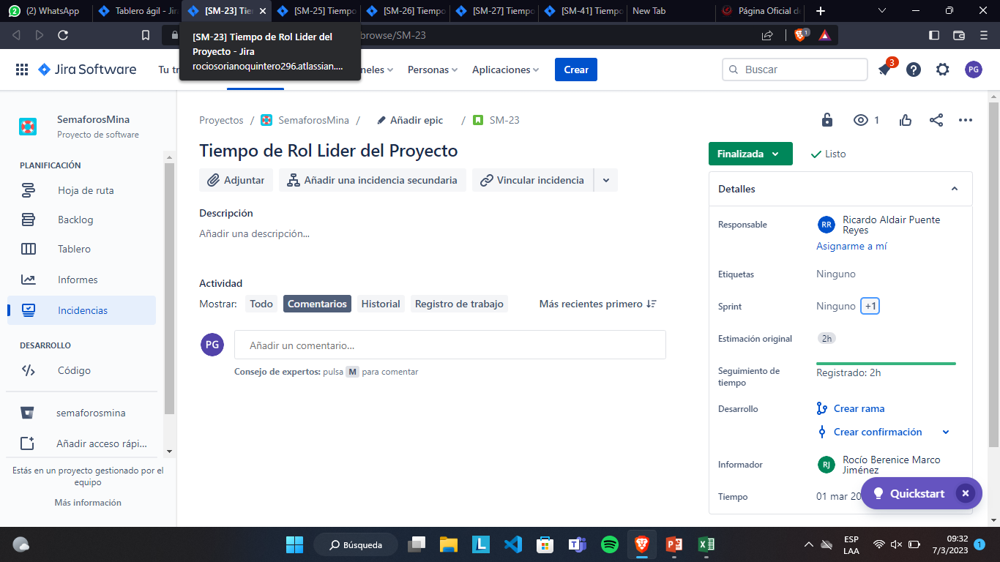 (2) WhatsApp
Tablero ágil - Jir
[SM-23] Tie
[SM-25] Tiempo
[SM-26] Tiempo
[SM-27] Tiempo
[SM-41] Tiempo
New Tab
Página Oficial de
[SM-23] Tiempo de Rol Lider del
Proyecto - Jira
rociosorianoquintero296.atlassian....
browse/SM-23
1
Jira Software
Tu tr
neles
Personas
Aplicaciones
Crear
Buscar
3
PG
SemaforosMina
Proyecto de software
PLANIFICACIÓN
Hoja de ruta
Backlog
Tablero
Informes
Incidencias
DESARROLLO
Código
semaforosmina
Añadir acceso rápi...
Estás en un proyecto gestionado por el
equipo
Más información
Proyectos / SemaforosMina / Añadir epic / SM-23
1
Tiempo de Rol Lider del Proyecto
Adjuntar
Añadir una incidencia secundaria
Vincular incidencia
Descripción
Añadir una descripción...
Actividad
Mostrar: Todo Comentarios Historial Registro de trabajo Más recientes primero
PG
Añadir un comentario...
Consejo de expertos: pulsa M para comentar
Finalizada
Listo
Detalles
Responsable
RR
Ricardo Aldair Puente
Reyes
Asignarme a mí
Etiquetas
Ninguno
Sprint
Ninguno +1
Estimación original
2h
Seguimiento de
tiempo
Registrado: 2h
Desarrollo
Crear rama
Crear confirmación
Informador
RJ
Rocío Berenice Marco
Jiménez
Tiempo
01 mar 20
Quickstart
Búsqueda
ESP
LAA
09:32
7/3/2023
1